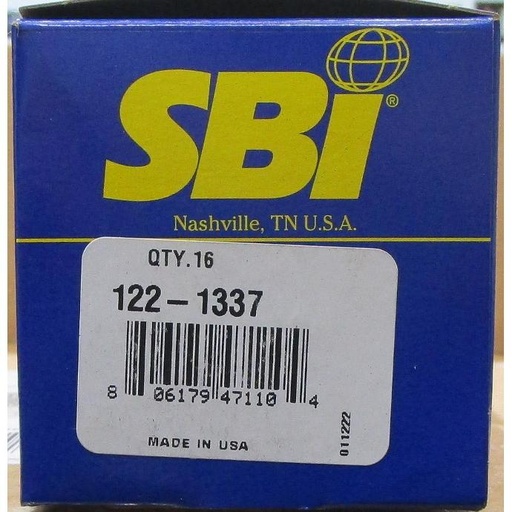 SBi®
Nashville, TN U.S.A.
QTY.16
122-1337
8 06179 47110 4
MADE IN USA
011222